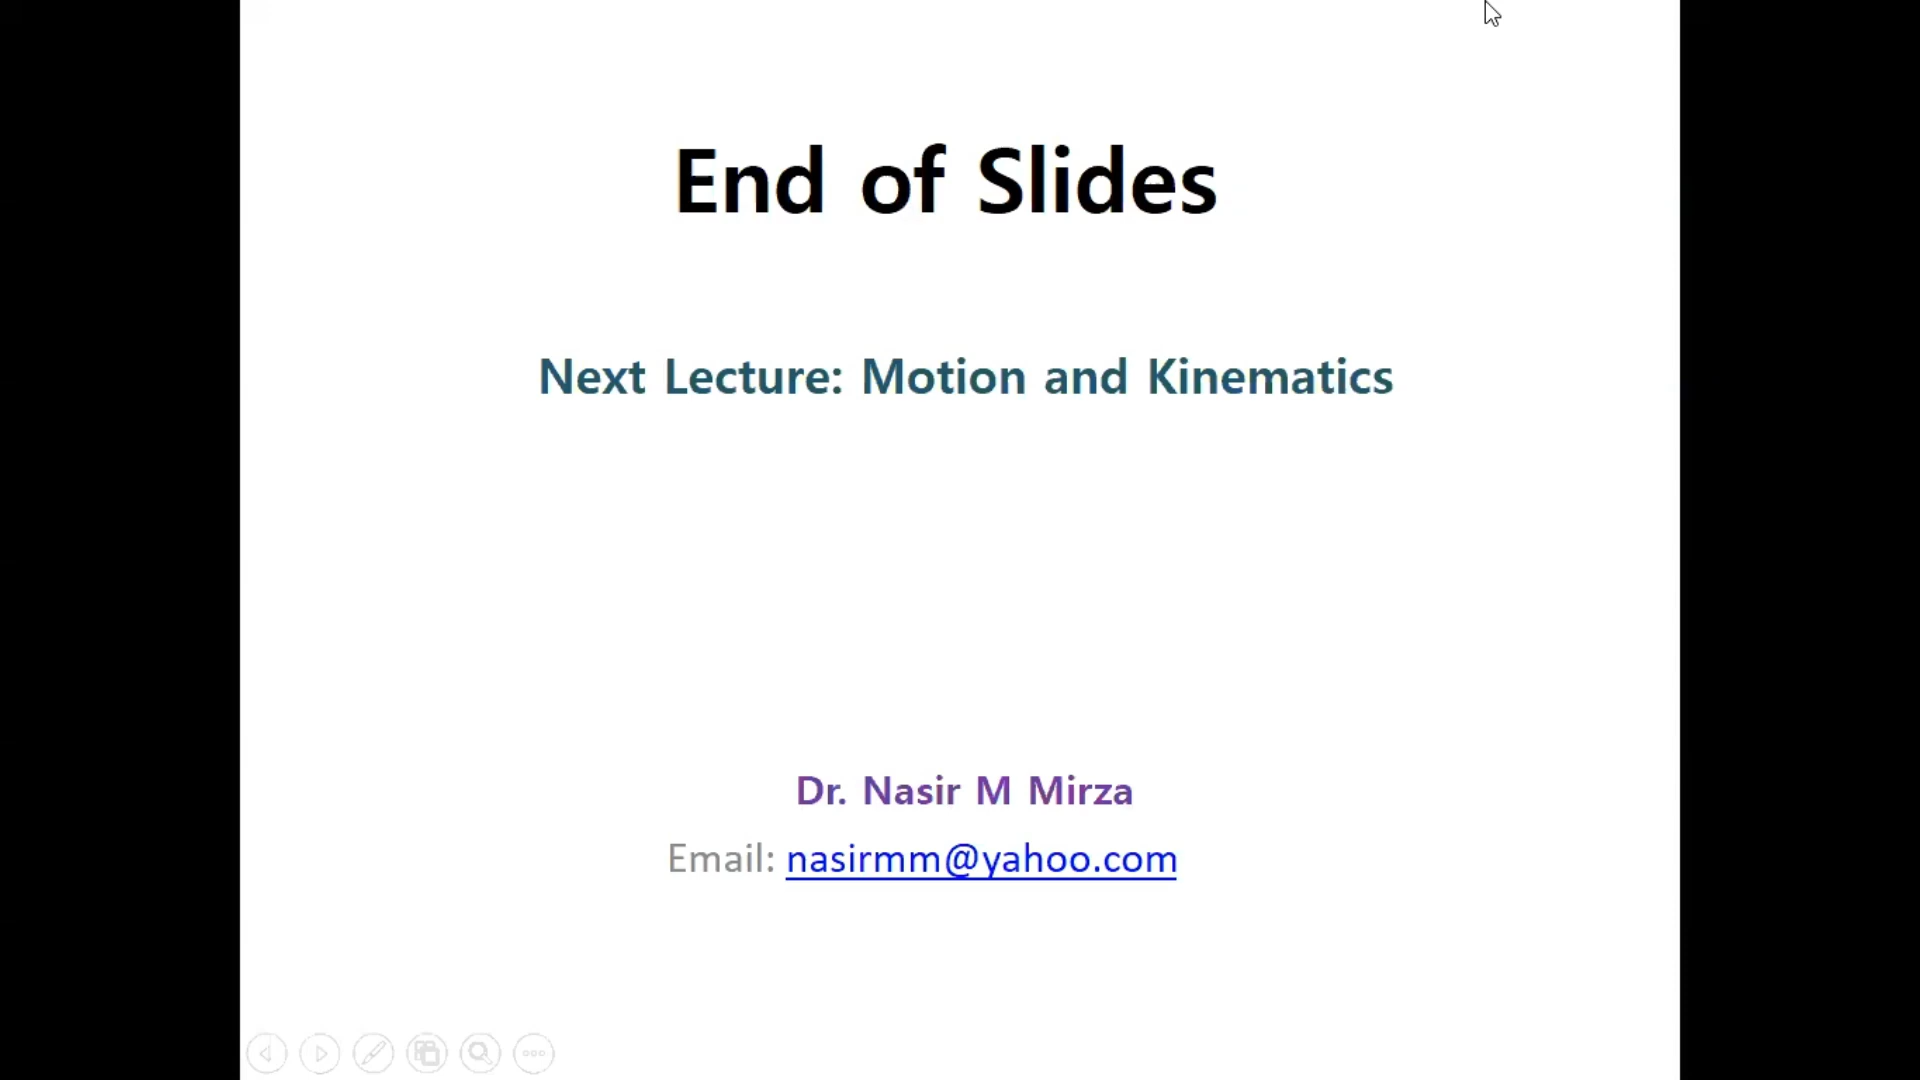 End of Slides
Next Lecture: Motion and Kinematics
Dr. Nasir M Mirza
Email: nasirmm@yahoo.com